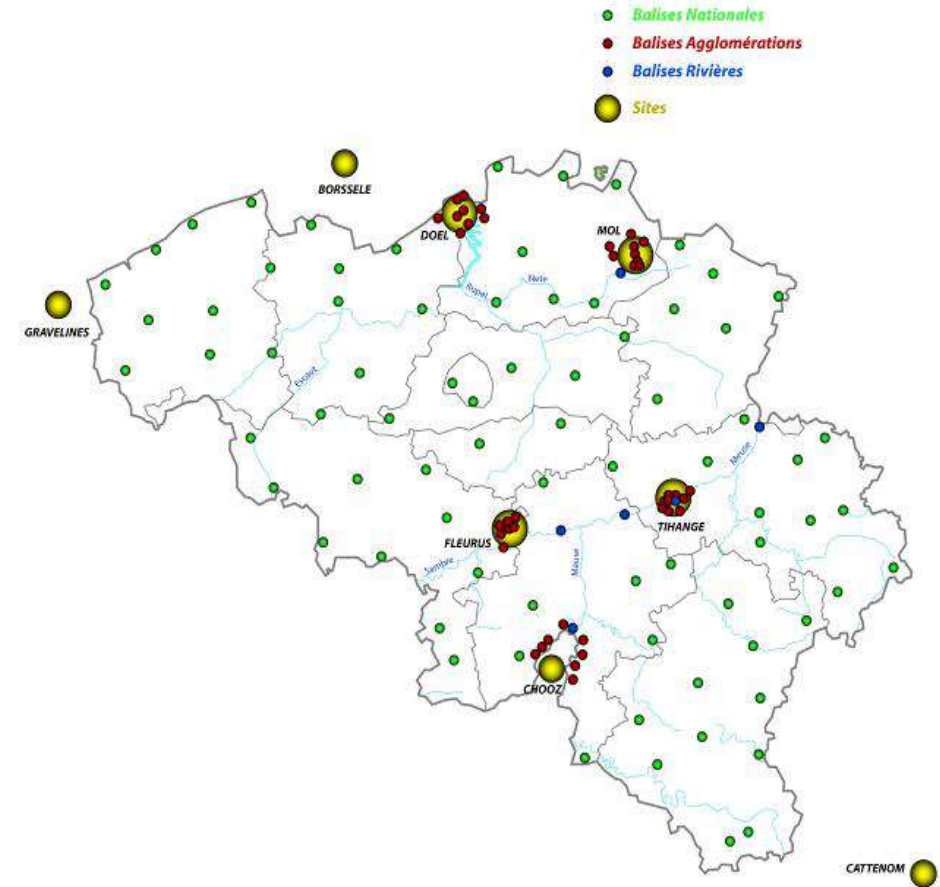 Balises Nationales
Balises Agglomérations
Balises Rivières
Sites
BORSSELE
DOEL
MOL
GRAVELINES
Rupel
Nete
Escaut
Meuse
TIHANGE
FLEURUS
Sambre
Meuse
CHOOZ
CATTENOM